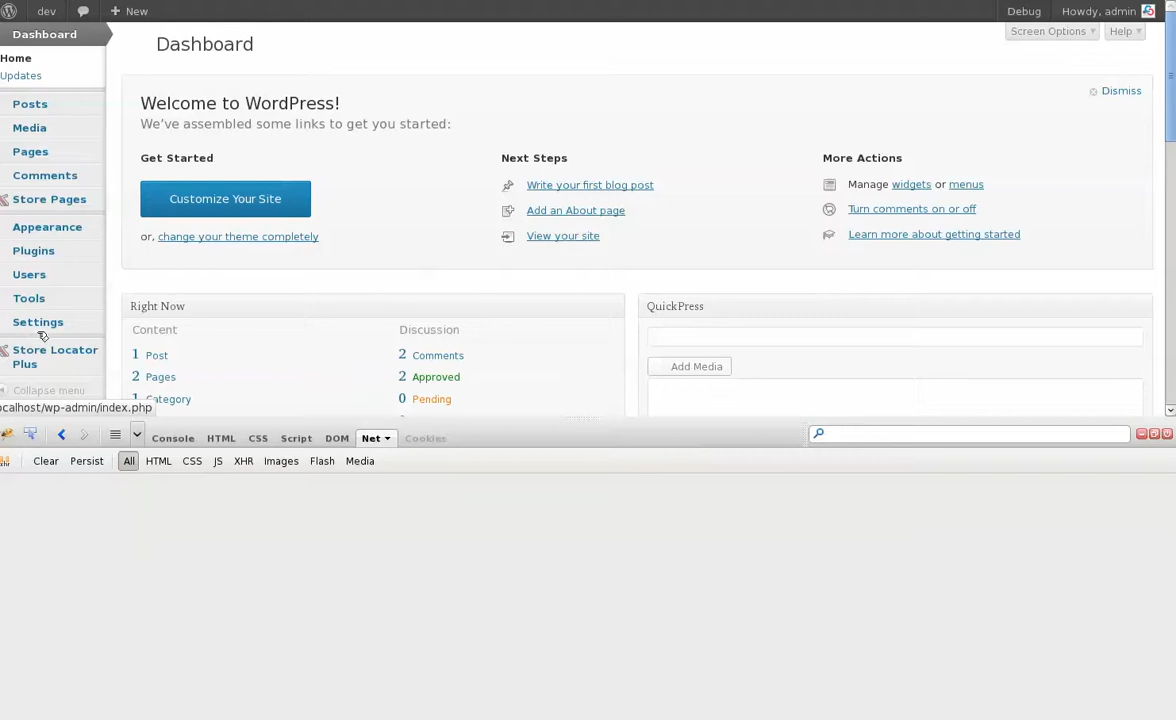 dev + New Debug Howdy, admin
Dashboard
Home
Updates
Posts
Media
Pages
Comments
Store Pages
Appearance
Plugins
Users
Tools
Settings
Store Locator
Plus
Collapse menu
Dashboard
Screen Options Help
Welcome to WordPress!
Dismiss
We've assembled some links to get you started:
Get Started
Customize Your Site
or, change your theme completely
Next Steps
Write your first blog post
Add an About page
View your site
More Actions
Manage widgets or menus
Turn comments on or off
Learn more about getting started
Right Now
Content
1 Post
2 Pages
1 Category
Discussion
2 Comments
2 Approved
0 Pending
QuickPress
Add Media
ocalhost/wp-admin/index.php
Console HTML CSS Script DOM Net Cookies
Clear Persist All HTML CSS JS XHR Images Flash Media